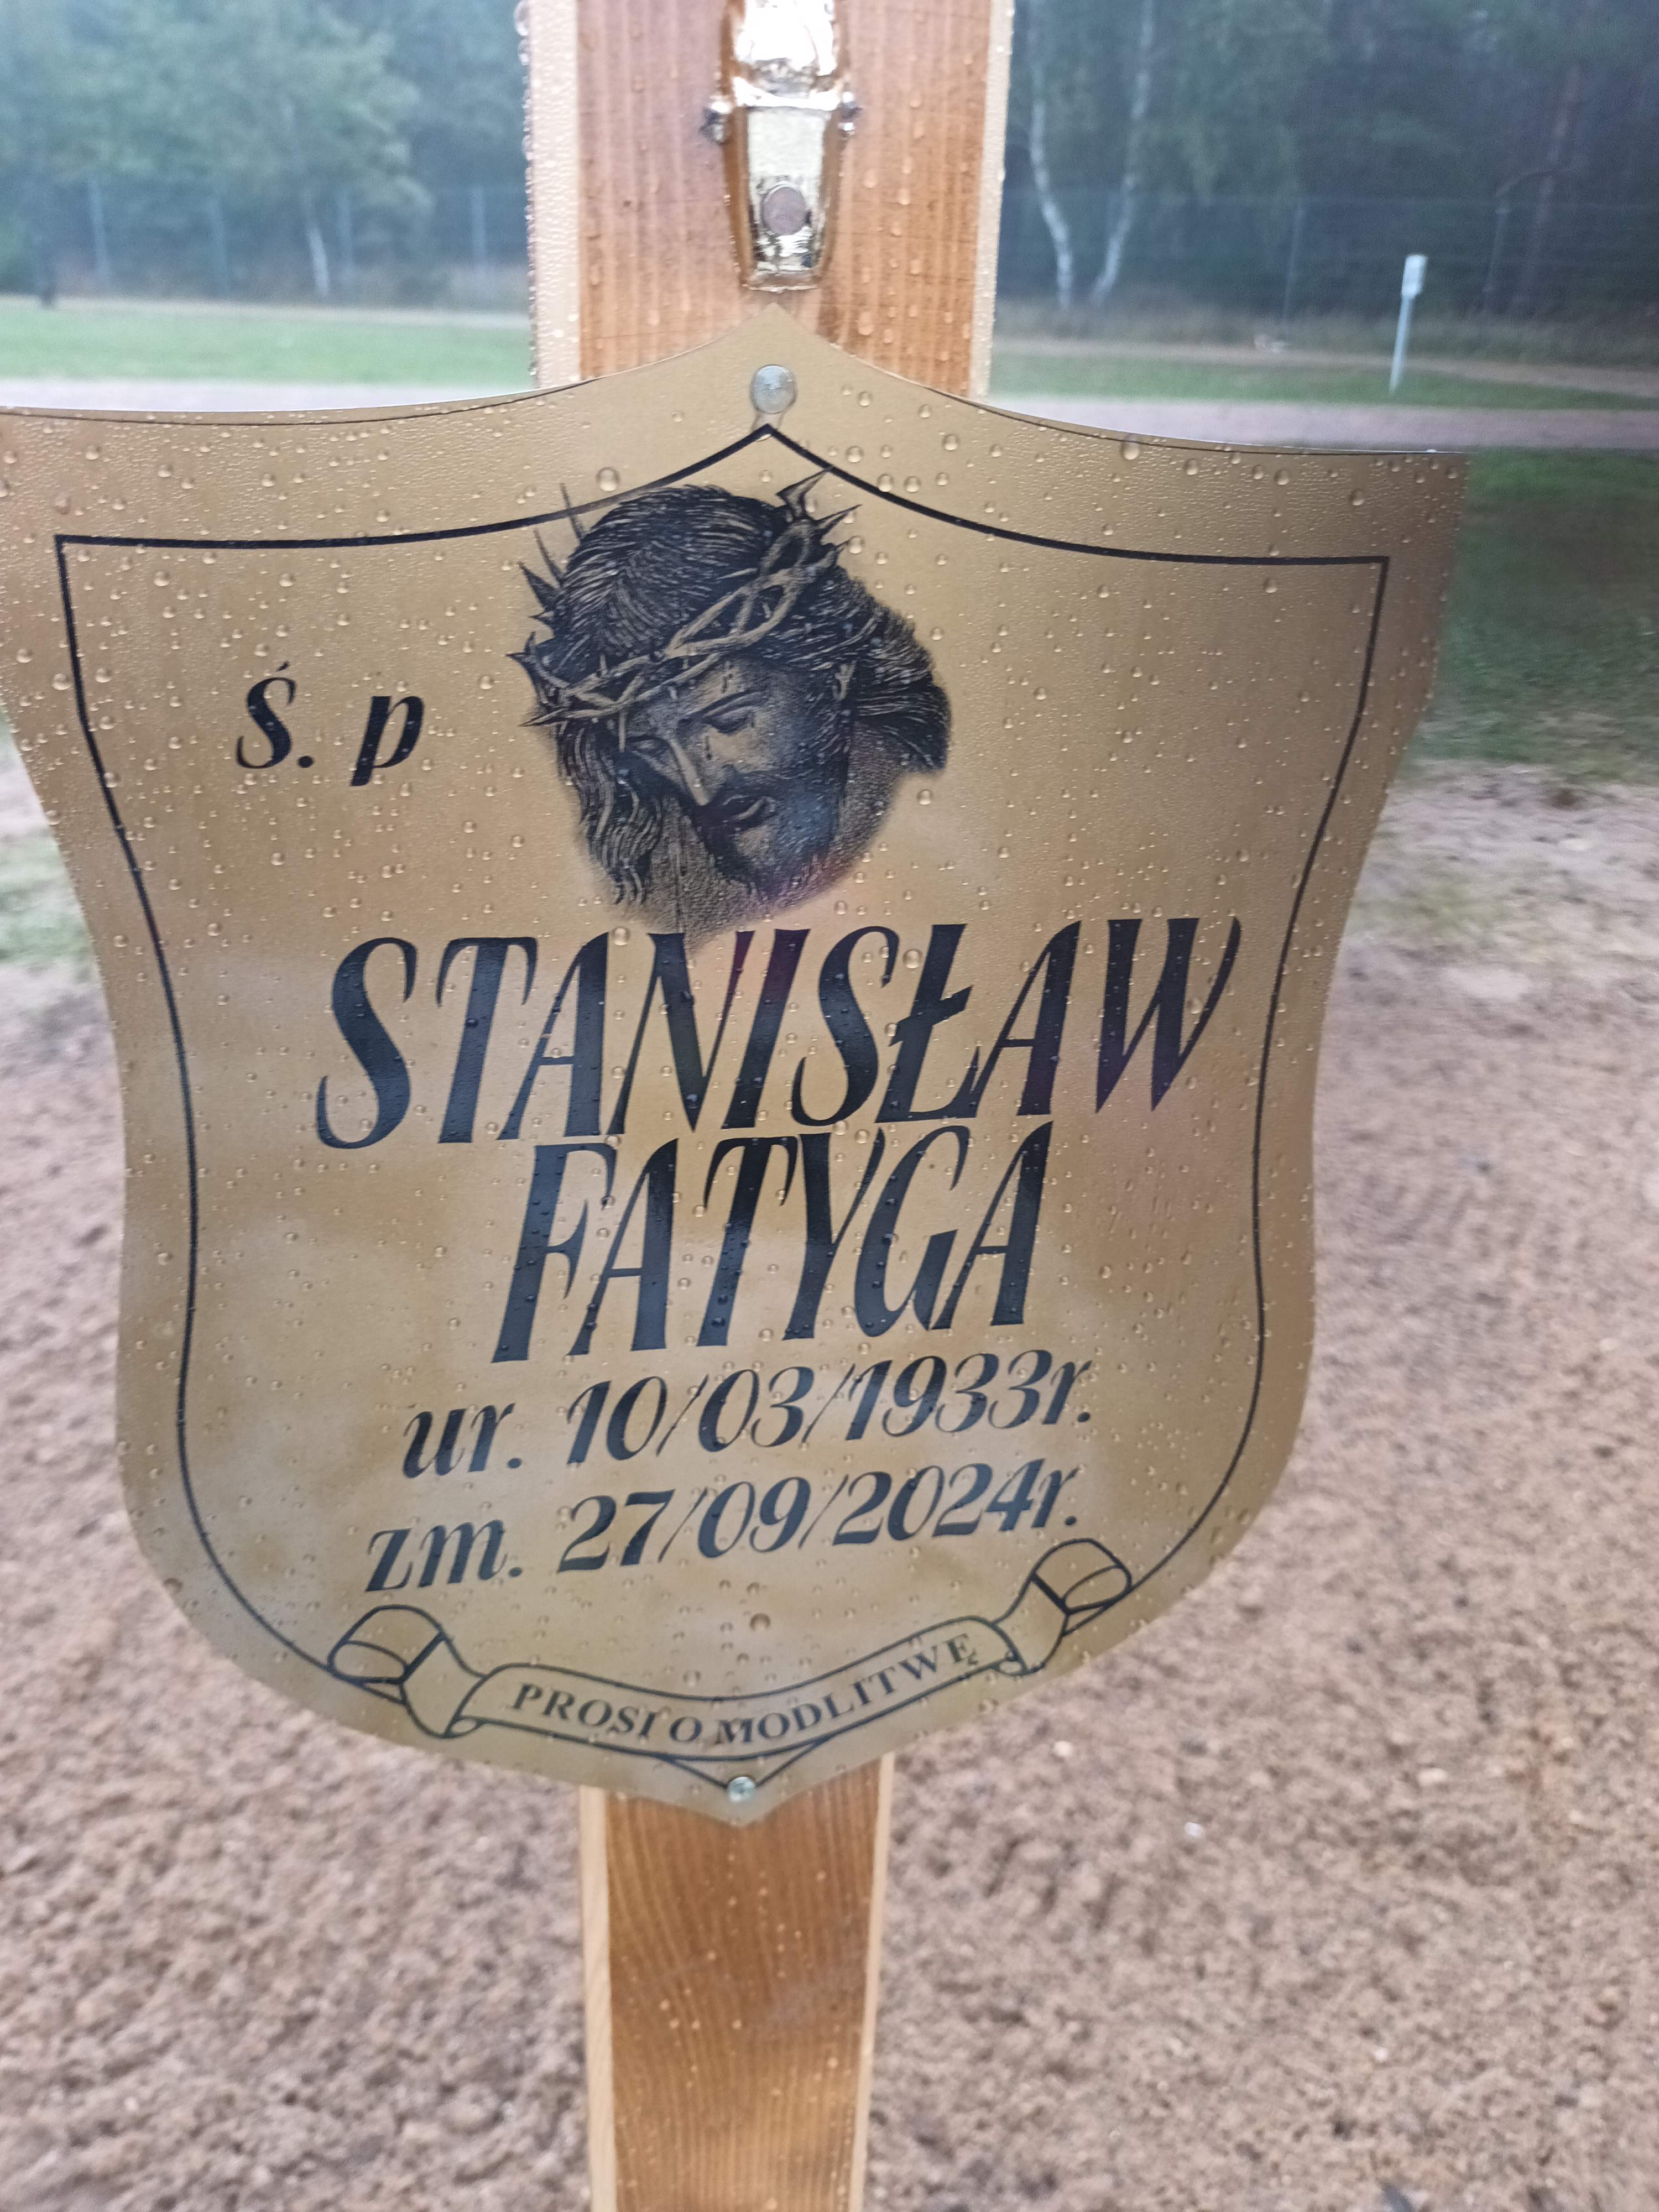 Ś. p
STANISŁAW
FATYGA
ur. 10/03/1933r.
zm. 27/09/2024r.
PROSI O MODLITWĘ